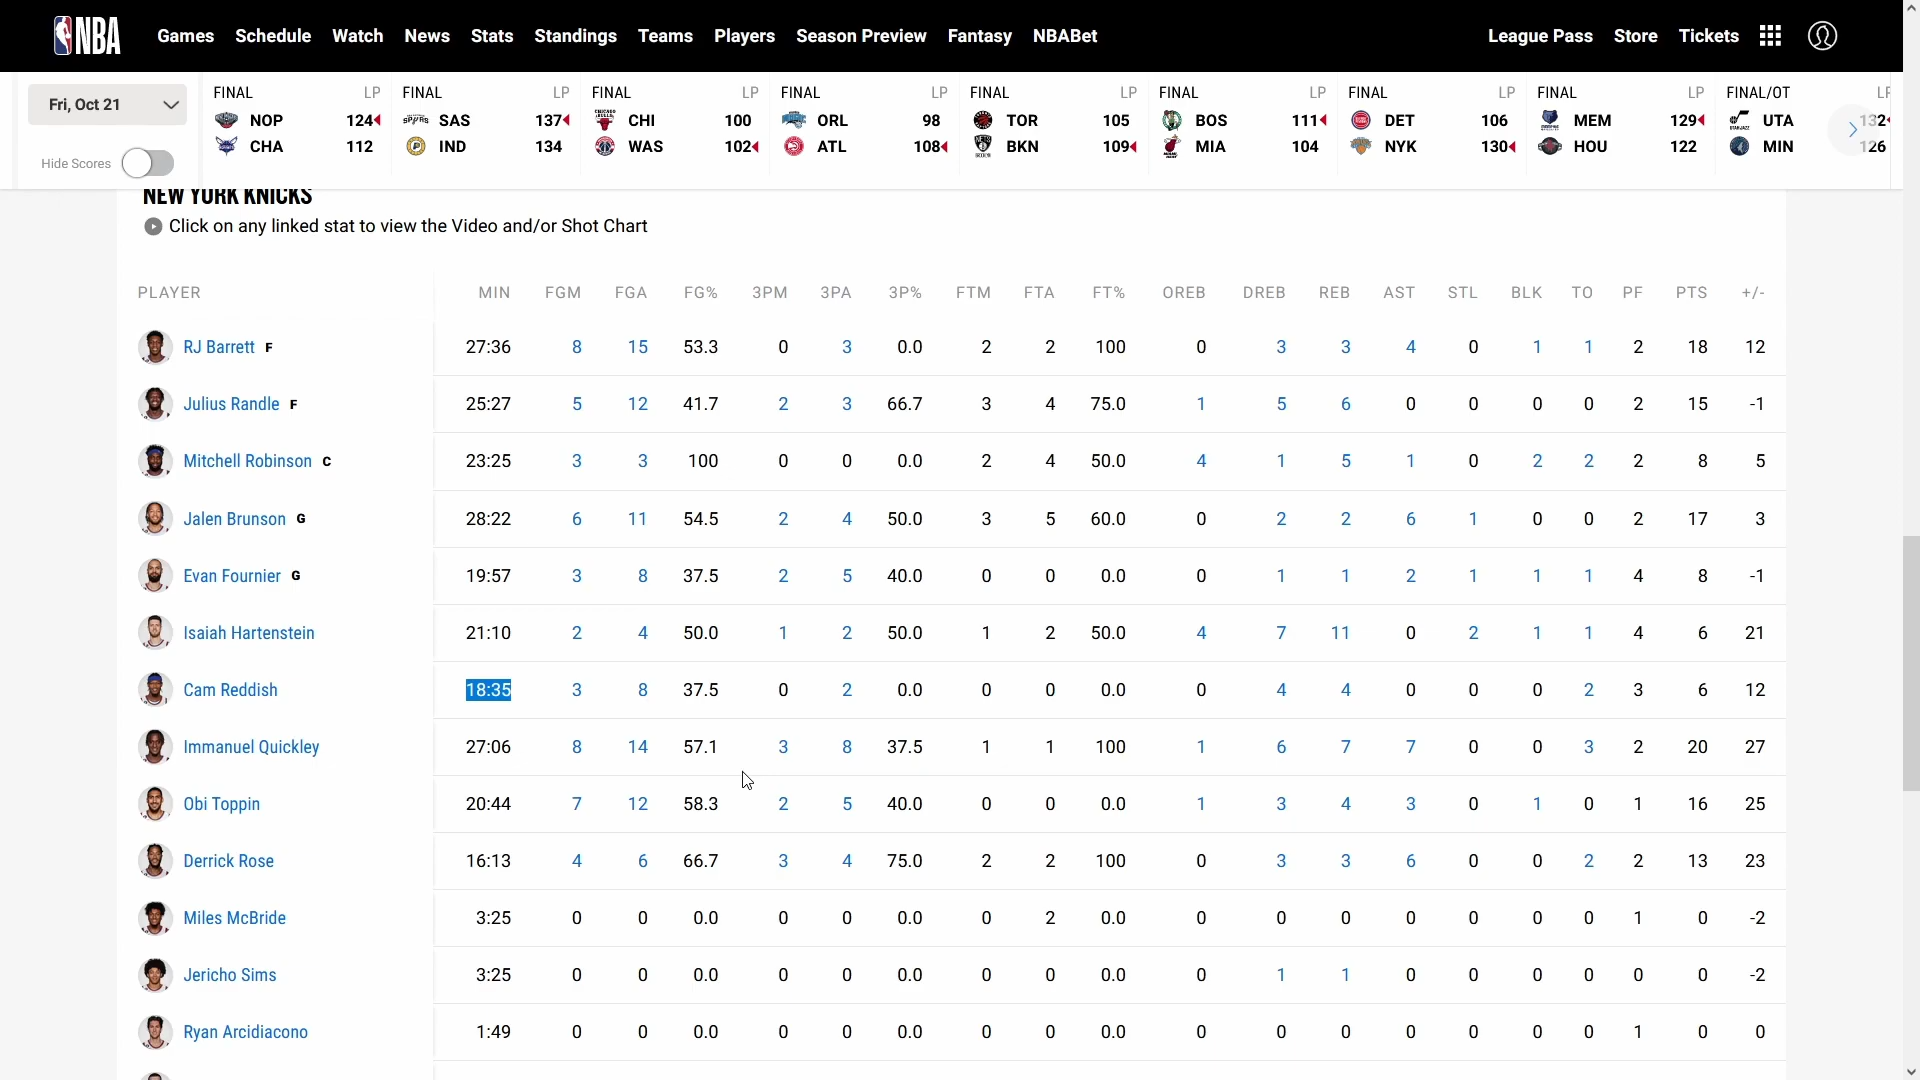 NBA Games Schedule Watch News Stats Standings Teams Players Season Preview Fantasy NBABet League Pass Store Tickets
Fri, Oct 21
Hide Scores
FINAL LP
NOP 124
CHA 112
FINAL LP
SAS 137
IND 134
FINAL LP
CHI 100
WAS 102
FINAL LP
ORL 98
ATL 108
FINAL LP
TOR 105
BKN 109
FINAL LP
BOS 111
MIA 104
FINAL LP
DET 106
NYK 130
FINAL LP
MEM 129
HOU 122
FINAL/OT LP
UTA 132
MIN 126
NEW YORK KNICKS
Click on any linked stat to view the Video and/or Shot Chart
PLAYER MIN FGM FGA FG% 3PM 3PA 3P% FTM FTA FT% OREB DREB REB AST STL BLK TO PF PTS +/-
RJ Barrett F 27:36 8 15 53.3 0 3 0.0 2 2 100 0 3 3 4 0 1 1 2 18 12
Julius Randle F 25:27 5 12 41.7 2 3 66.7 3 4 75.0 1 5 6 0 0 0 0 2 15 -1
Mitchell Robinson C 23:25 3 3 100 0 0 0.0 2 4 50.0 4 1 5 1 0 2 2 2 8 5
Jalen Brunson G 28:22 6 11 54.5 2 4 50.0 3 5 60.0 0 2 2 6 1 0 0 2 17 3
Evan Fournier G 19:57 3 8 37.5 2 5 40.0 0 0 0.0 0 1 1 2 1 1 1 4 8 -1
Isaiah Hartenstein 21:10 2 4 50.0 1 2 50.0 1 2 50.0 4 7 11 0 2 1 1 4 6 21
Cam Reddish 18:35 3 8 37.5 0 2 0.0 0 0 0.0 0 4 4 0 0 0 2 3 6 12
Immanuel Quickley 27:06 8 14 57.1 3 8 37.5 1 1 100 1 6 7 7 0 0 3 2 20 27
Obi Toppin 20:44 7 12 58.3 2 5 40.0 0 0 0.0 1 3 4 3 0 1 0 1 16 25
Derrick Rose 16:13 4 6 66.7 3 4 75.0 2 2 100 0 3 3 6 0 0 2 2 13 23
Miles McBride 3:25 0 0 0.0 0 0 0.0 0 2 0.0 0 0 0 0 0 0 0 1 0 -2
Jericho Sims 3:25 0 0 0.0 0 0 0.0 0 0 0.0 0 1 1 0 0 0 0 0 0 -2
Ryan Arcidiacono 1:49 0 0 0.0 0 0 0.0 0 0 0.0 0 0 0 0 0 0 0 1 0 0